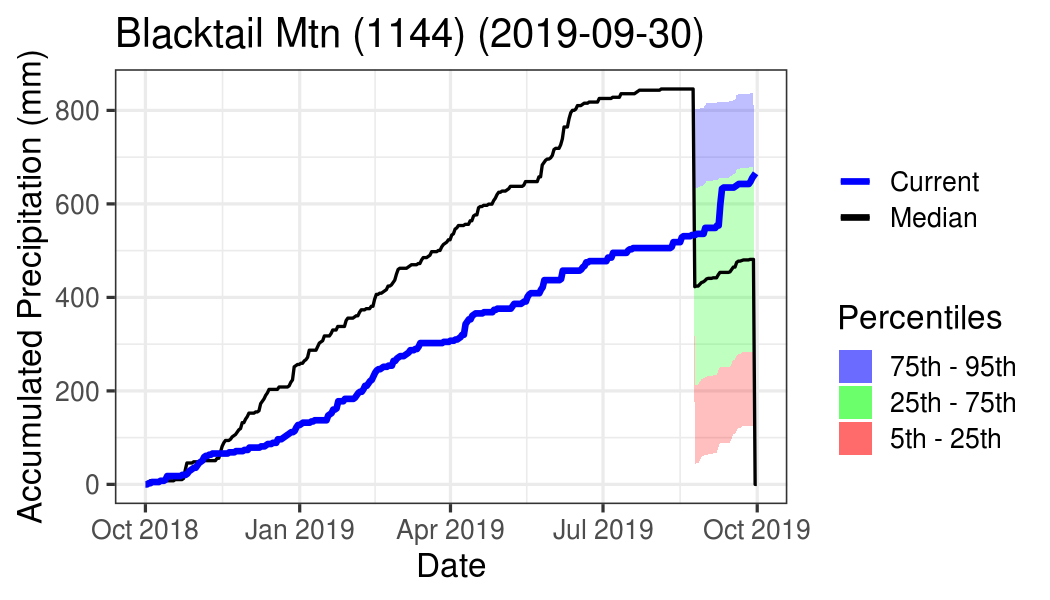 Blacktail Mtn (1144) (2019-09-30)
Accumulated Precipitation (mm)
800
600
400
200
0
Oct 2018
Jan 2019
Apr 2019
Jul 2019
Oct 2019
Date
Current
Median
Percentiles
75th - 95th
25th - 75th
5th - 25th